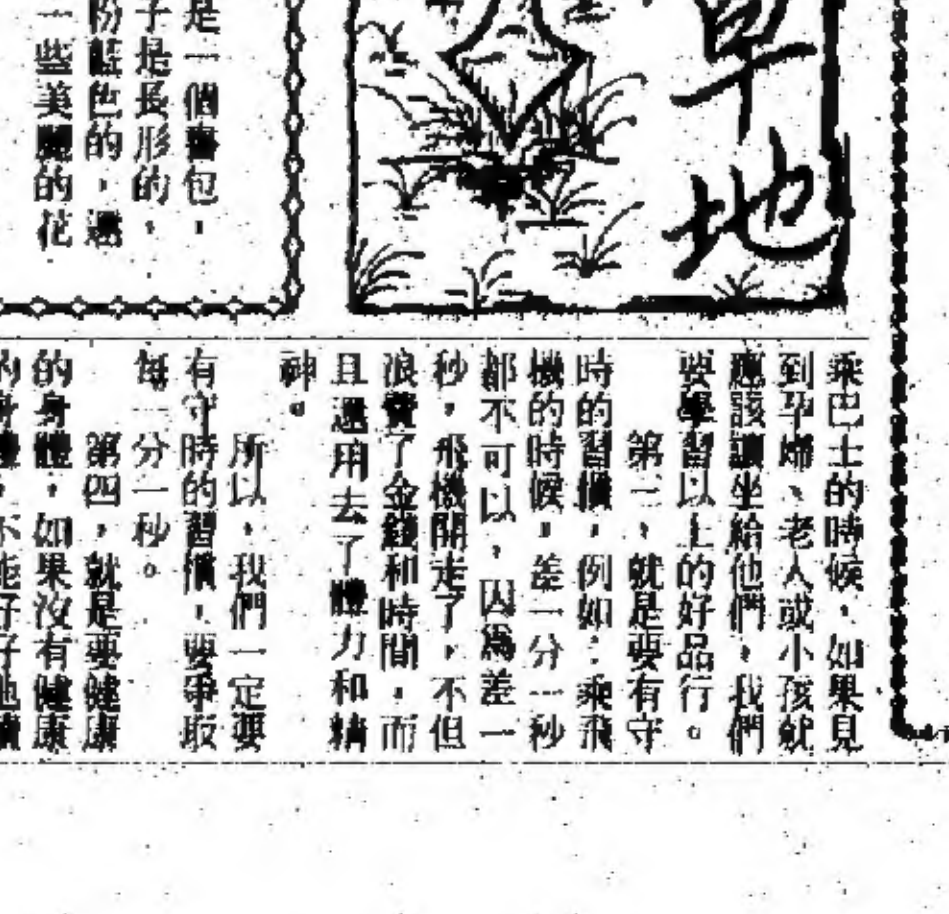 草地
是一個書包，
子是長形的，
粉藍色的，還
一些美麗的花
乘巴士的時候，如果見
到孕婦、老人或小孩就
應該讓坐給他們，我們
要學習以上的好品行。
第三，就是要有守
時的習慣，例如：乘飛
機的時候，差一分一秒
都不可以，因為差一
秒，飛機開走了，不但
浪費了金錢和時間，而
且還用去了體力和精
神。
所以，我們一定要
有守時的習慣，要爭取
每一分一秒。
第四，就是要健康
的身體，如果沒有健康
的身體，不能好好地